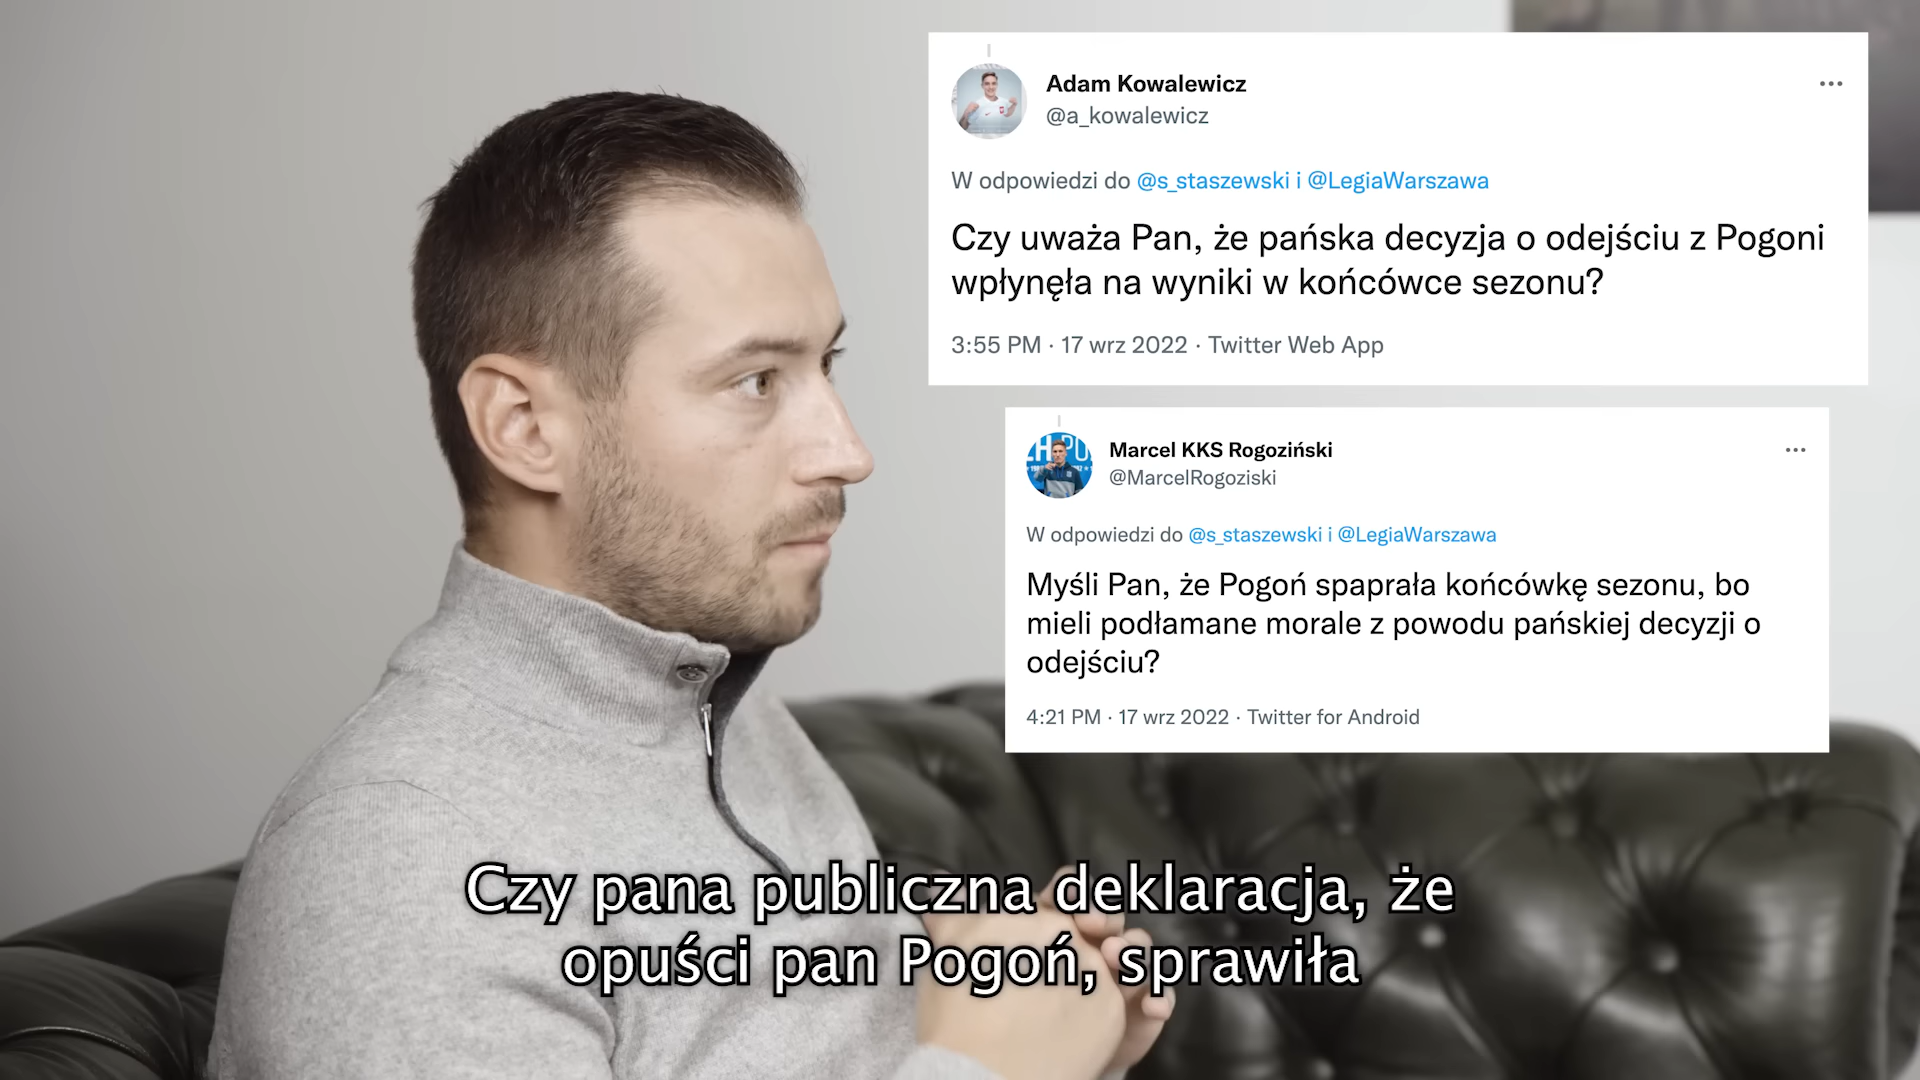 Adam Kowalewicz
@a_kowalewicz
W odpowiedzi do @s_staszewski i @LegiaWarszawa
Czy uważa Pan, że pańska decyzja o odejściu z Pogoni
wpłynęła na wyniki w końcówce sezonu?
3:55 PM · 17 wrz 2022 · Twitter Web App
Marcel KKS Rogoziński
@MarcelRogoziski
W odpowiedzi do @s_staszewski i @LegiaWarszawa
Myśli Pan, że Pogoń spaprała końcówkę sezonu, bo
mieli podłamane morale z powodu pańskiej decyzji o
odejściu?
4:21 PM · 17 wrz 2022 · Twitter for Android
Czy pana publiczna deklaracja, że
opuści pan Pogoń, sprawiła